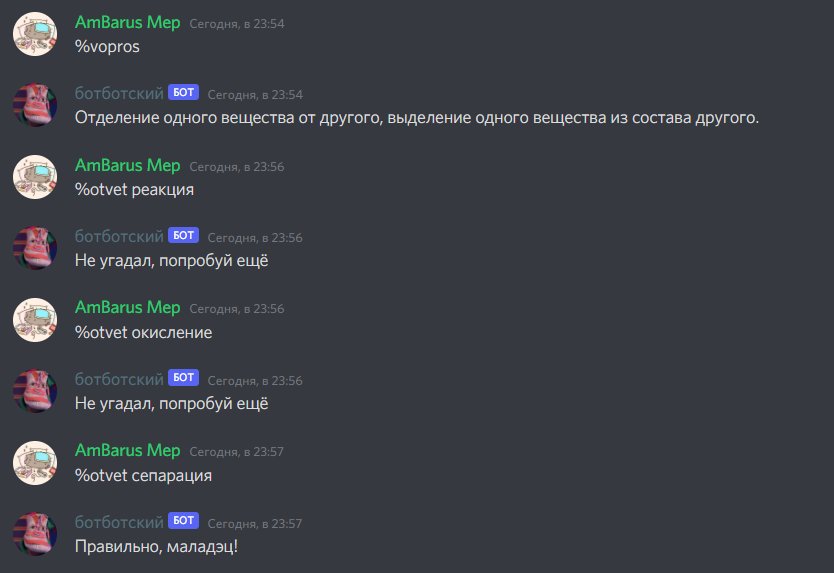 AmBarus Mep Сегодня, в 23:54
%vopros
ботботский БОТ Сегодня, в 23:54
Отделение одного вещества от другого, выделение одного вещества из состава другого.
AmBarus Mep Сегодня, в 23:56
%otvet реакция
ботботский БОТ Сегодня, в 23:56
Не угадал, попробуй ещё
AmBarus Mep Сегодня, в 23:56
%otvet окисление
ботботский БОТ Сегодня, в 23:56
Не угадал, попробуй ещё
AmBarus Mep Сегодня, в 23:57
%otvet сепарация
ботботский БОТ Сегодня, в 23:57
Правильно, маладэц!